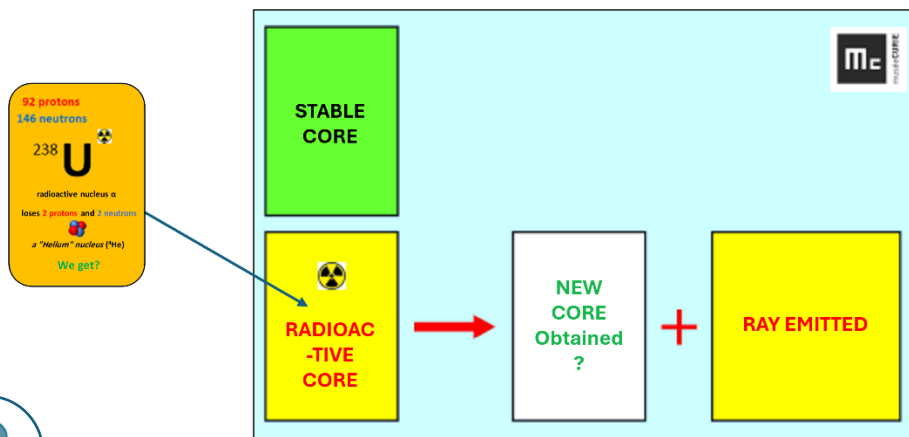 92 protons
146 neutrons
238 U
radioactive nucleus α
loses 2 protons and 2 neutrons
a "Helium" nucleus (⁴He)
We get?
STABLE
CORE
Mc
muséeCURIE
RADIOAC
-TIVE
CORE
NEW
CORE
Obtained
?
+
RAY EMITTED